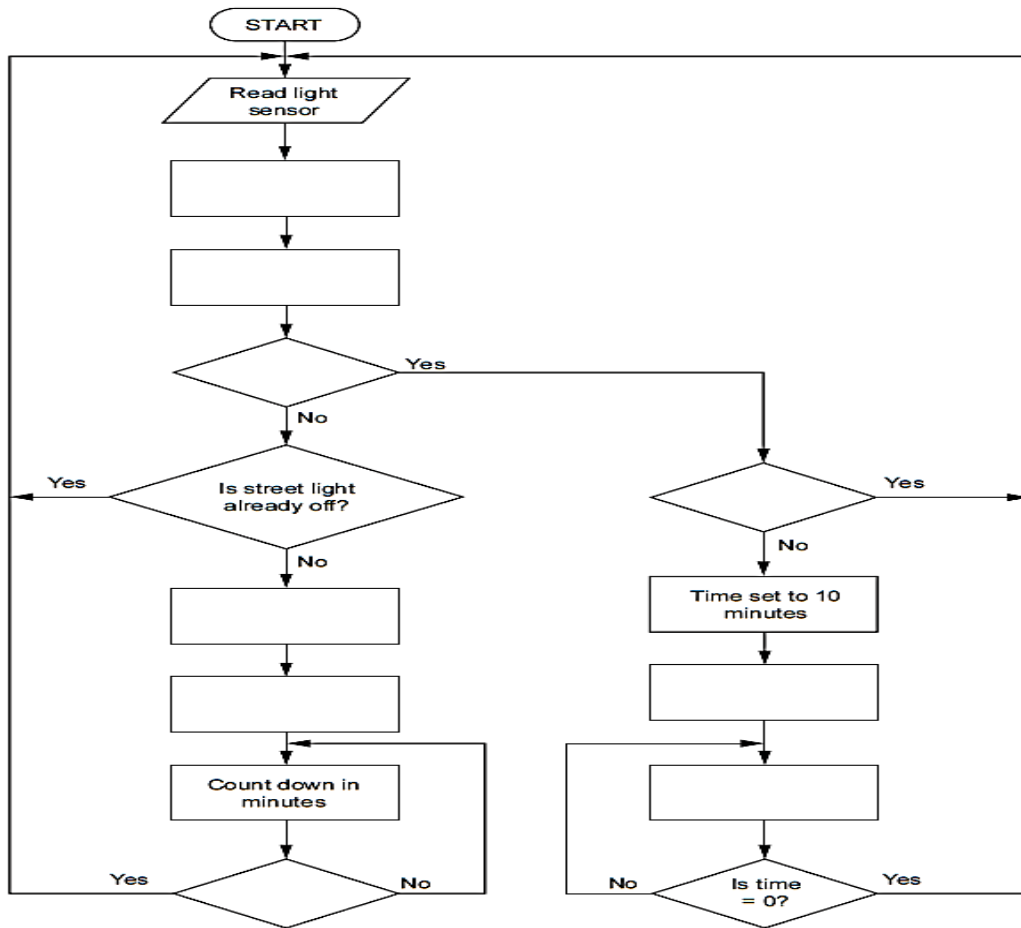 START
Read light
sensor
Yes
No
Yes
Is street light
already off?
Yes
No
No
Time set to 10
minutes
Count down in
minutes
Yes
No
No
Is time
= 0?
Yes